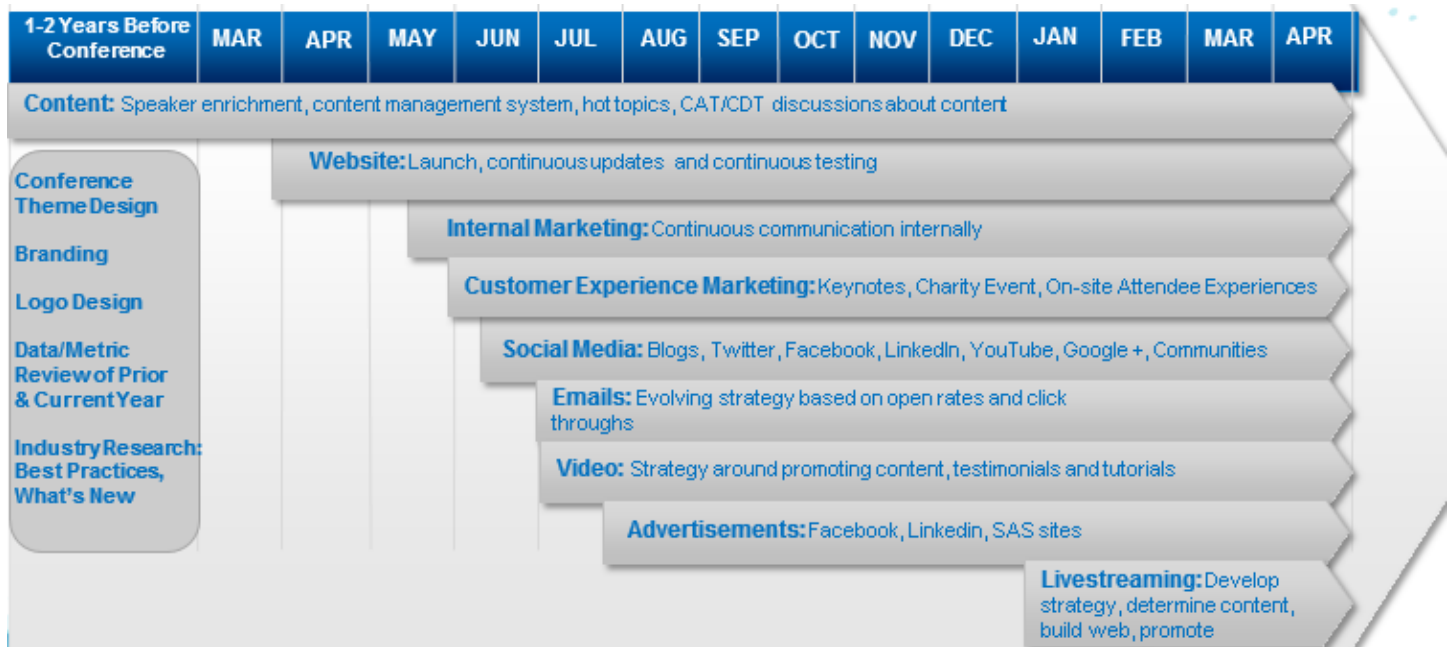 1-2 Years Before
Conference
MAR APR MAY JUN JUL AUG SEP OCT NOV DEC JAN FEB MAR APR
Content: Speaker enrichment, content management system, hot topics, CAT/CDT discussions about content
Website: Launch, continuous updates and continuous testing
Internal Marketing: Continuous communication internally
Customer Experience Marketing: Keynotes, Charity Event, On-site Attendee Experiences
Social Media: Blogs, Twitter, Facebook, LinkedIn, YouTube, Google +, Communities
Emails: Evolving strategy based on open rates and click
throughs
Video: Strategy around promoting content, testimonials and tutorials
Advertisements: Facebook, Linkedin, SAS sites
Livestreaming: Develop
strategy, determine content,
build web, promote
Conference
Theme Design
Branding
Logo Design
Data/Metric
Review of Prior
& Current Year
Industry Research:
Best Practices,
What's New